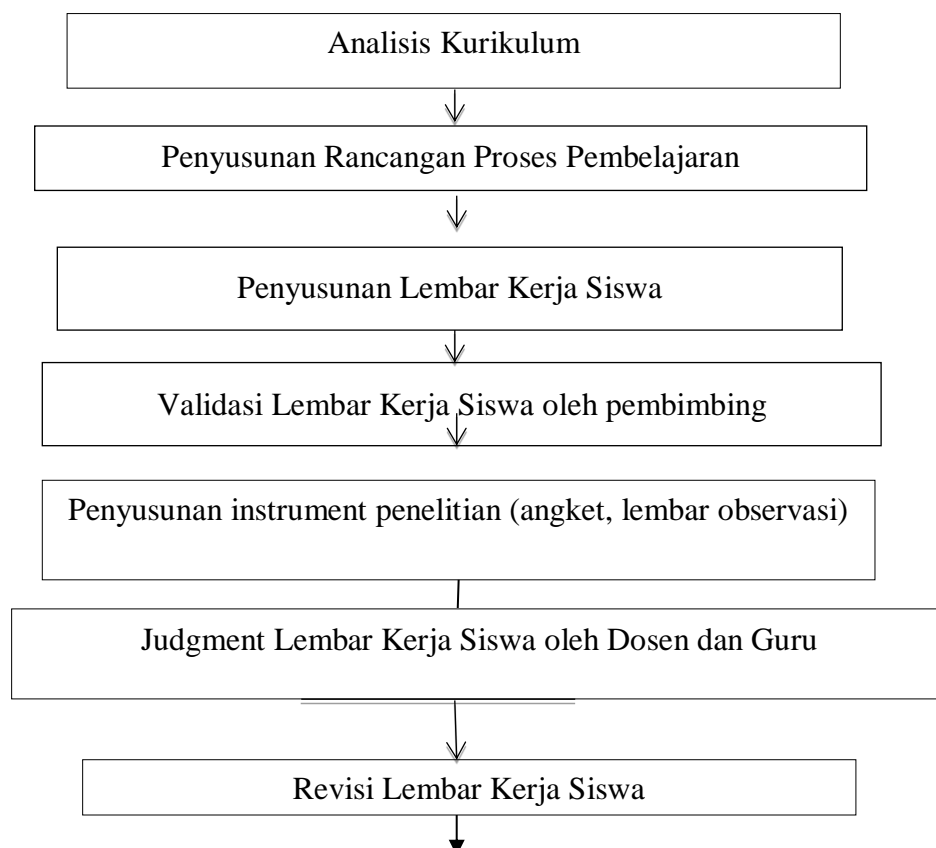 Analisis Kurikulum
Penyusunan Rancangan Proses Pembelajaran
Penyusunan Lembar Kerja Siswa
Validasi Lembar Kerja Siswa oleh pembimbing
Penyusunan instrument penelitian (angket, lembar observasi)
Judgment Lembar Kerja Siswa oleh Dosen dan Guru
Revisi Lembar Kerja Siswa